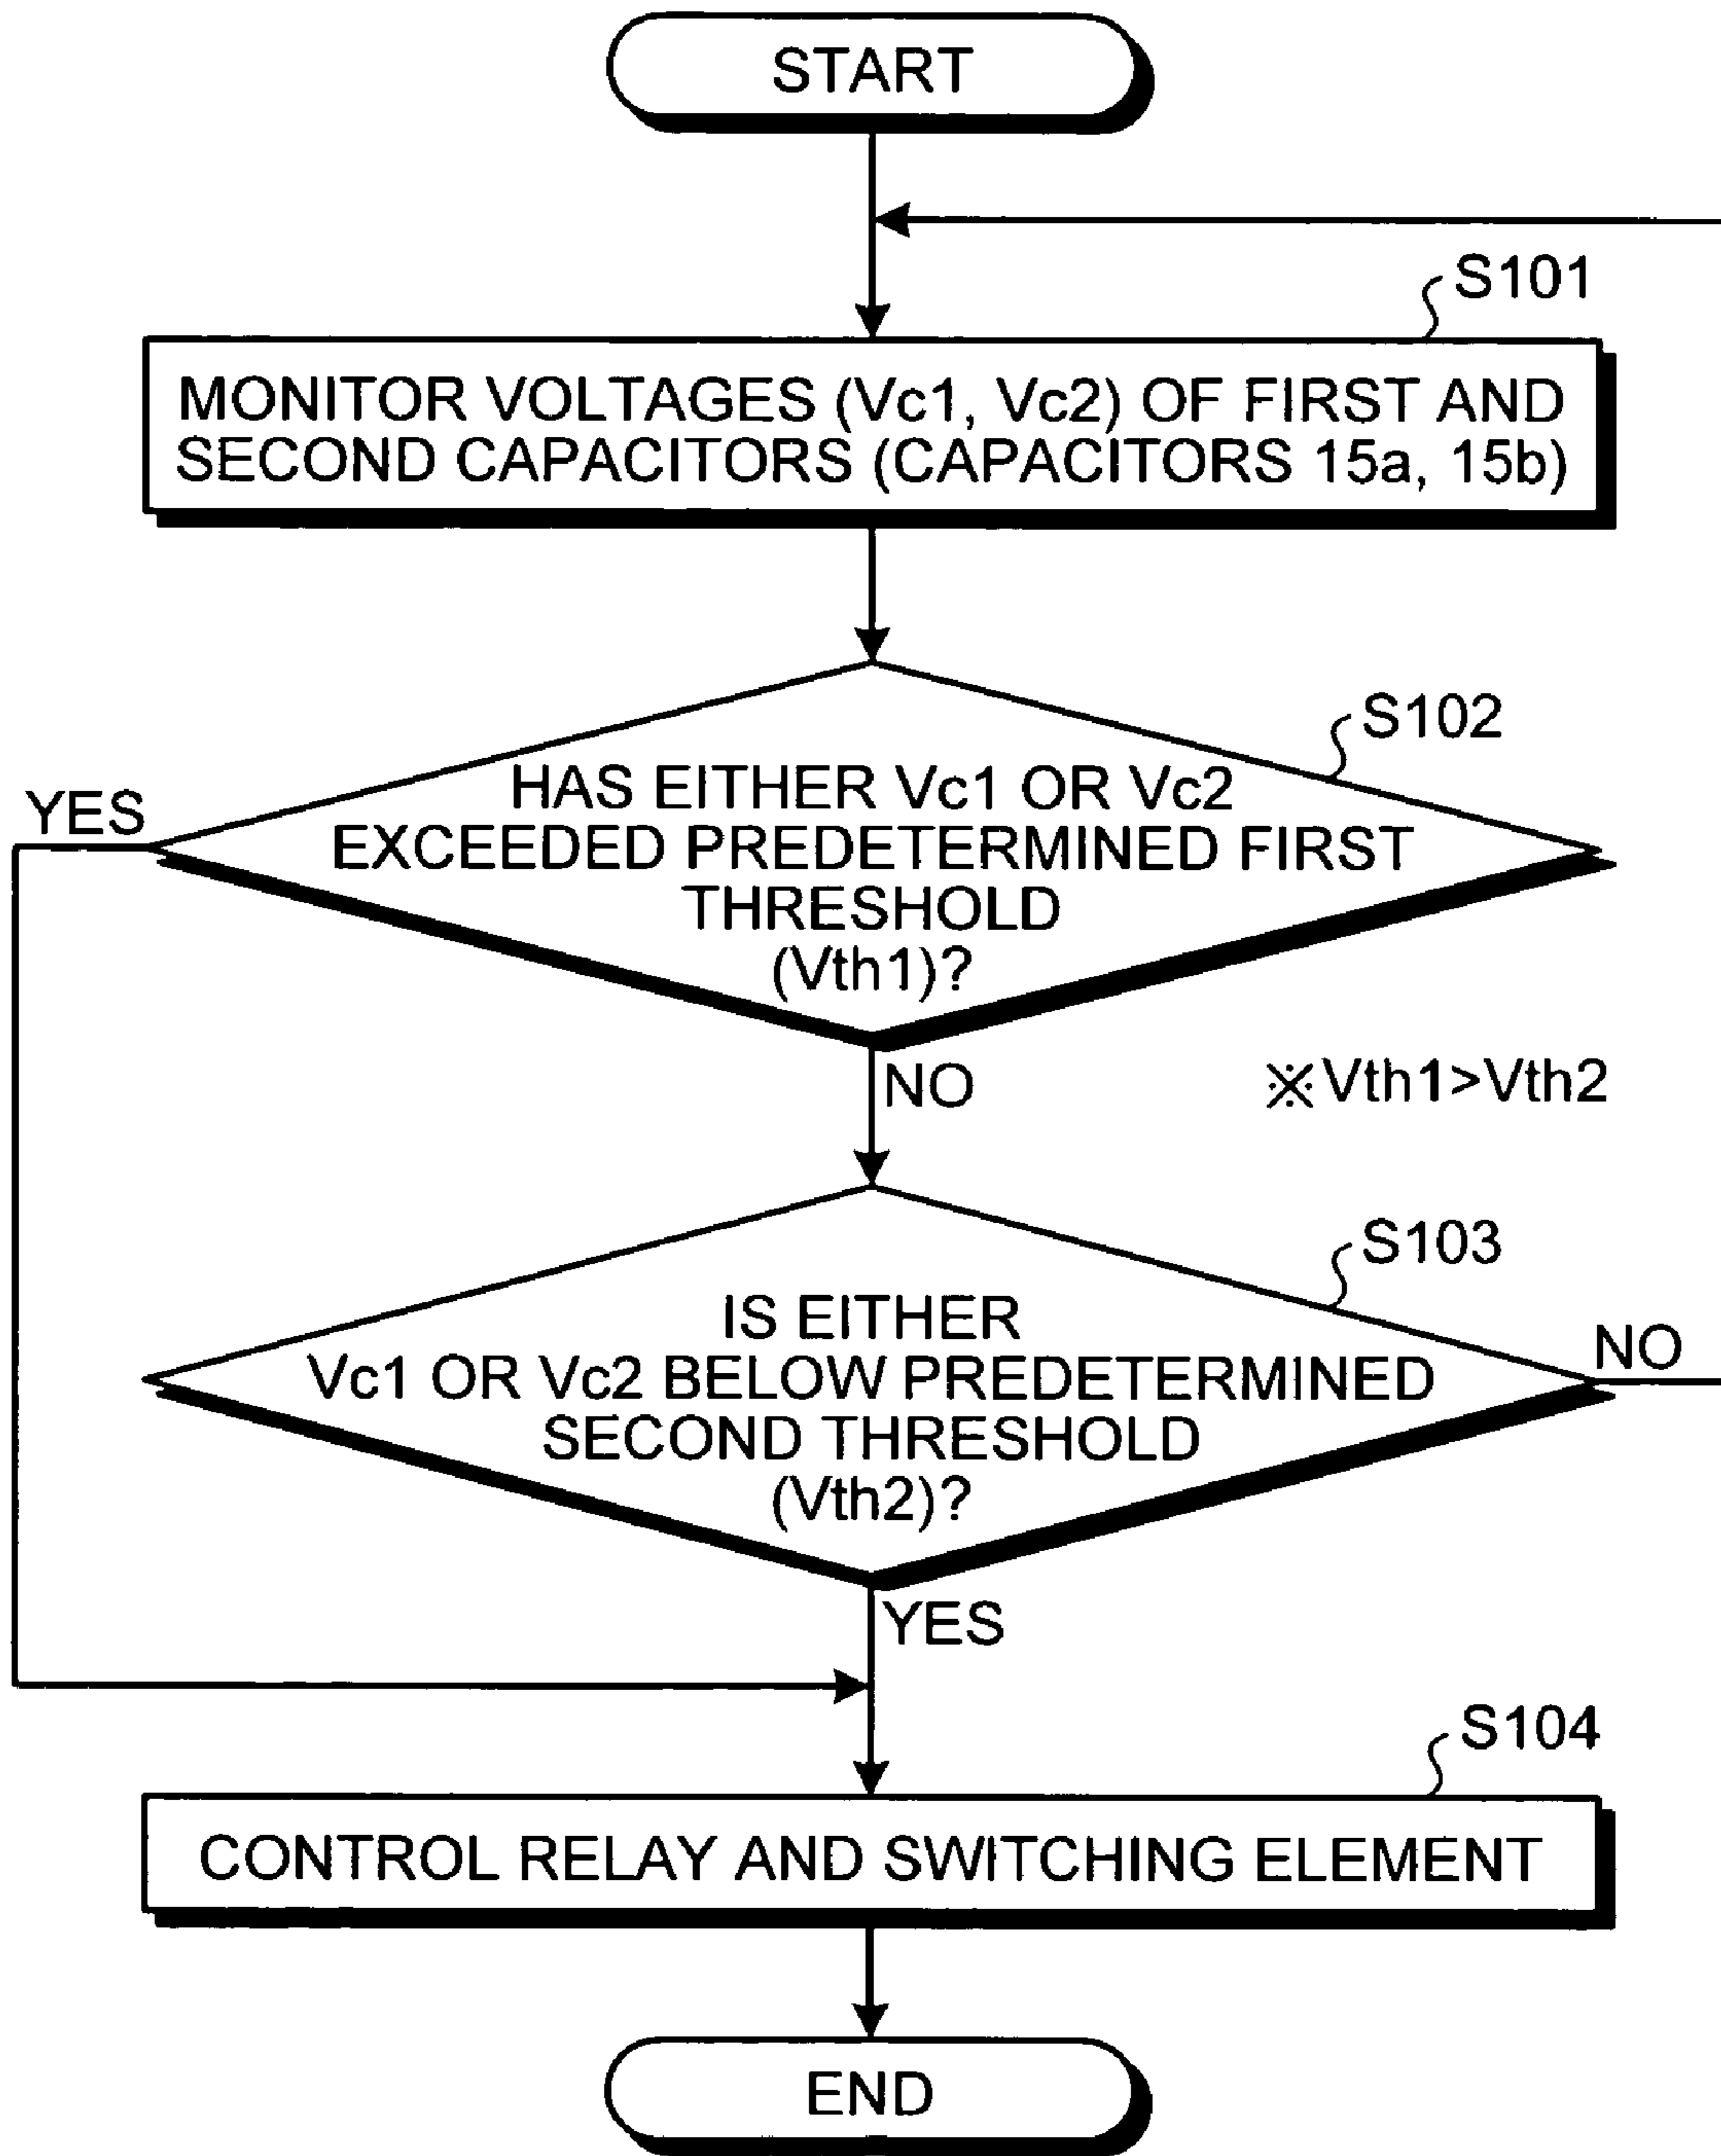 START
S101
MONITOR VOLTAGES (Vc1, Vc2) OF FIRST AND
SECOND CAPACITORS (CAPACITORS 15a, 15b)
S102
HAS EITHER Vc1 OR Vc2
YES
EXCEEDED PREDETERMINED FIRST
THRESHOLD
(Vth1)?
NO
※Vth1>Vth2
S103
IS EITHER
NO
Vc1 OR Vc2 BELOW PREDETERMINED
SECOND THRESHOLD
(Vth2)?
YES
S104
CONTROL RELAY AND SWITCHING ELEMENT
END